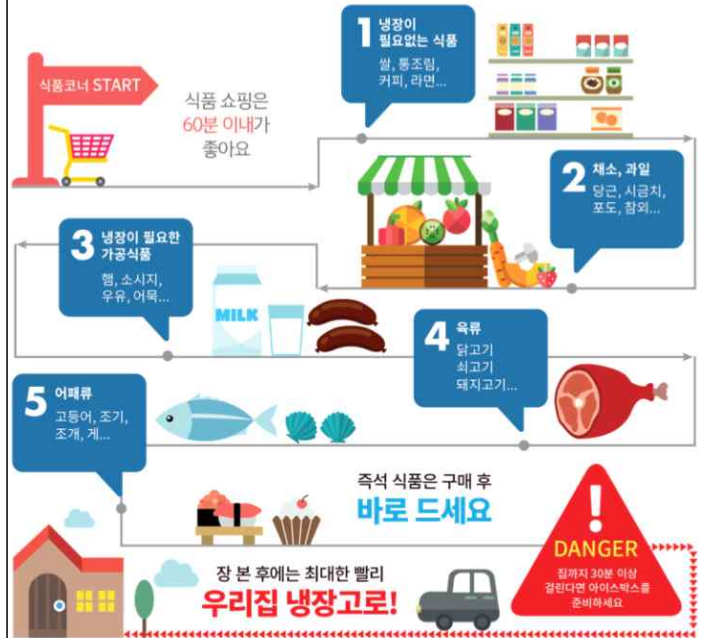 식품코너 START
식품 쇼핑은
60분 이내가
좋아요
1 냉장이
필요없는 식품
쌀, 통조림,
커피, 라면...
2 채소, 과일
당근, 시금치,
포도, 참외...
3 냉장이 필요한
가공식품
햄, 소시지,
우유, 어묵...
MILK
4 육류
닭고기
쇠고기
돼지고기...
5 어패류
고등어, 조기,
조개, 게...
즉석 식품은 구매 후
바로 드세요
!
DANGER
집까지 30분 이상
걸린다면 아이스박스를
준비하세요
장 본 후에는 최대한 빨리
우리집 냉장고로!